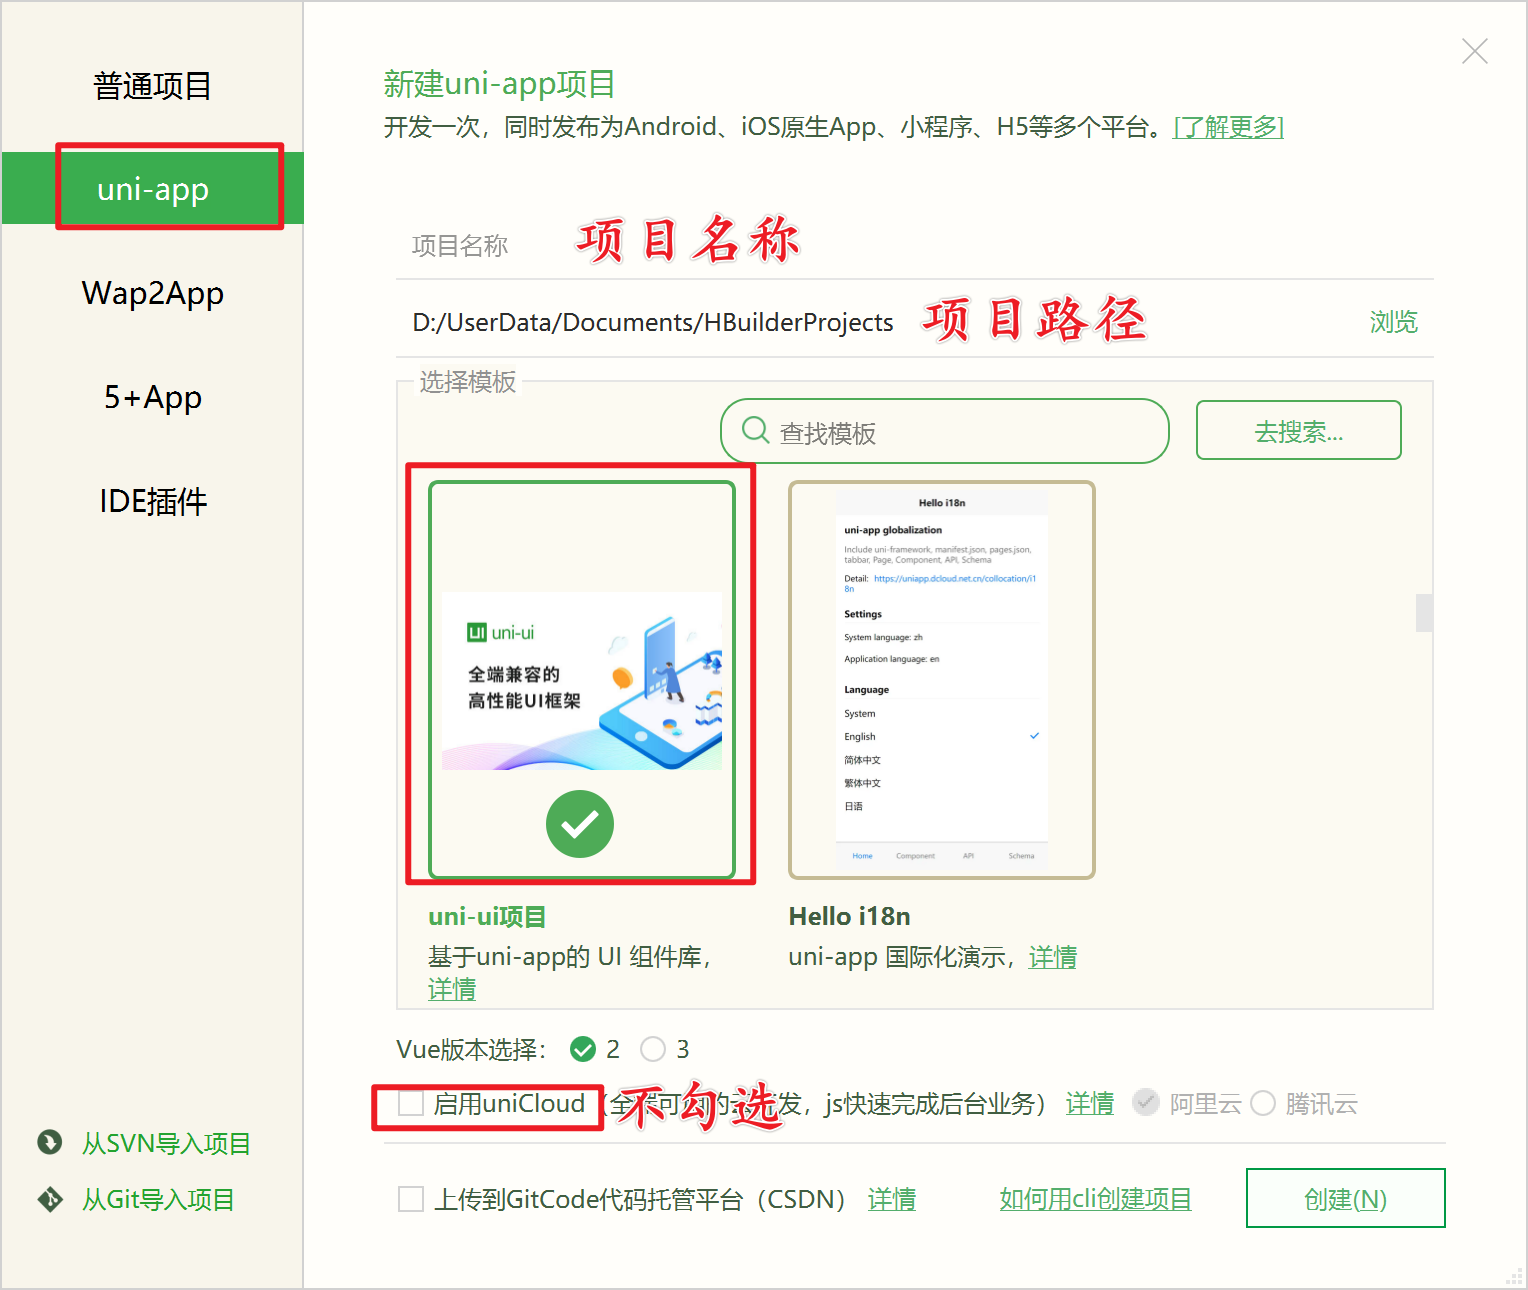 普通项目
uni-app
Wap2App
5+App
IDE插件
从SVN导入项目
从Git导入项目
新建uni-app项目
开发一次，同时发布为Android、iOS原生App、小程序、H5等多个平台。[了解更多]
项目名称 项目名称
D:/UserData/Documents/HBuilderProjects 项目路径 浏览
选择模板
查找模板 去搜索...
UI uni-ui
全端兼容的
高性能UI框架
uni-ui项目
基于uni-app的 UI 组件库，
详情
Hello i18n
uni-app globalization
Include uni-framework, manifest.json, pages.json,
tabbar, Page, Component, API, Schema
Detail: https://uniapp.dcloud.net.cn/collocation/i1
8n
Settings
System language: zh
Application language: en
Language
System
English
简体中文
繁体中文
日语
Home Component API Schema
Hello i18n
uni-app 国际化演示，详情
Vue版本选择： 2 3
启用uniCloud（全 不勾选 发，js快速完成后台业务） 详情 阿里云 腾讯云
上传到GitCode代码托管平台（CSDN） 详情 如何用cli创建项目 创建(N)